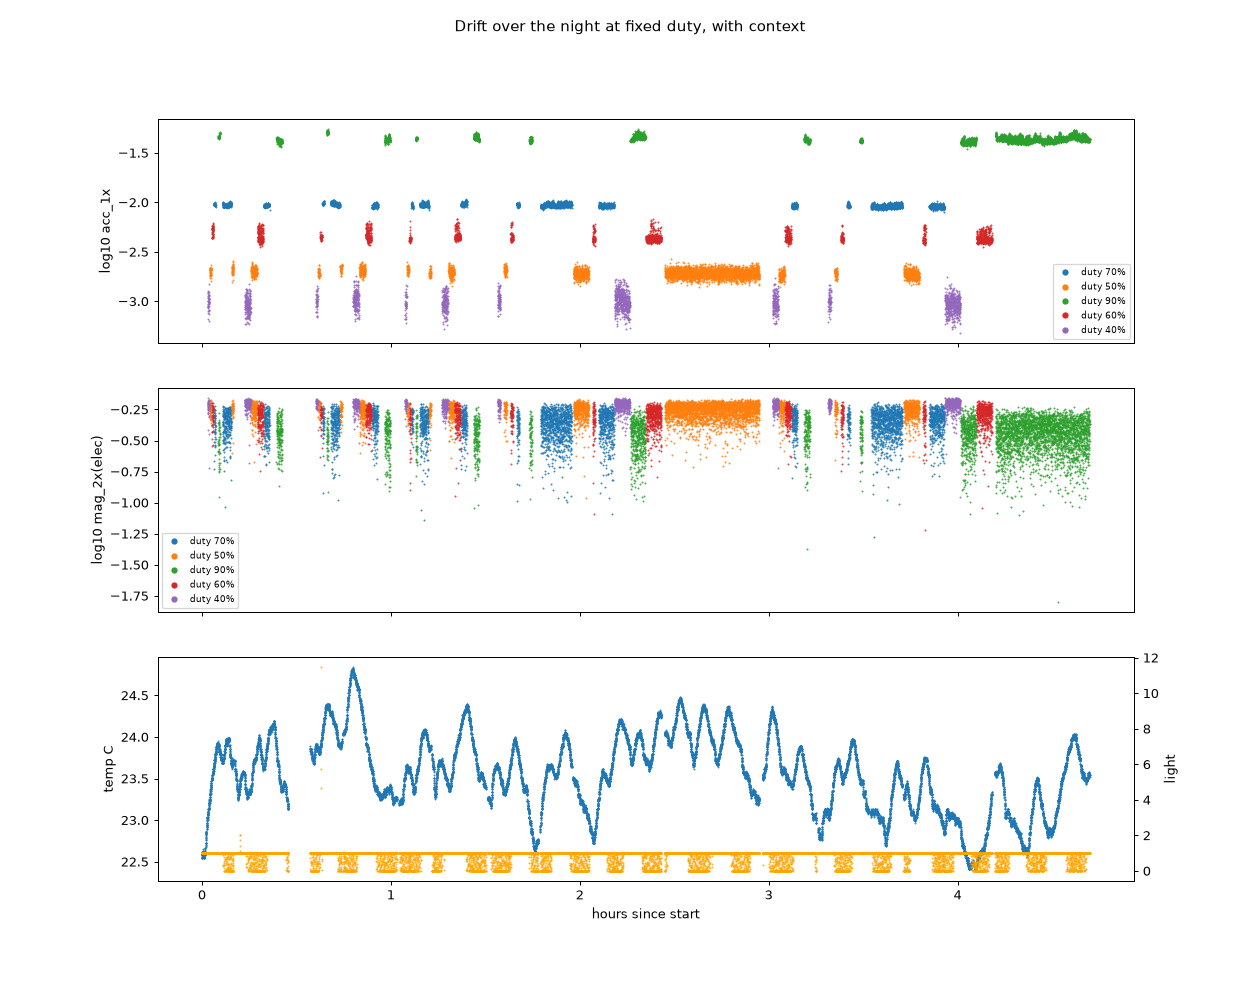 Drift over the night at fixed duty, with context
log10 acc_1x
−1.5
−2.0
−2.5
−3.0
duty 70%
duty 50%
duty 90%
duty 60%
duty 40%
log10 mag_2x(elec)
−0.25
−0.50
−0.75
−1.00
−1.25
−1.50
−1.75
duty 70%
duty 50%
duty 90%
duty 60%
duty 40%
temp C
24.5
24.0
23.5
23.0
22.5
12
10
8
6
4
2
0
light
0 1 2 3 4
hours since start